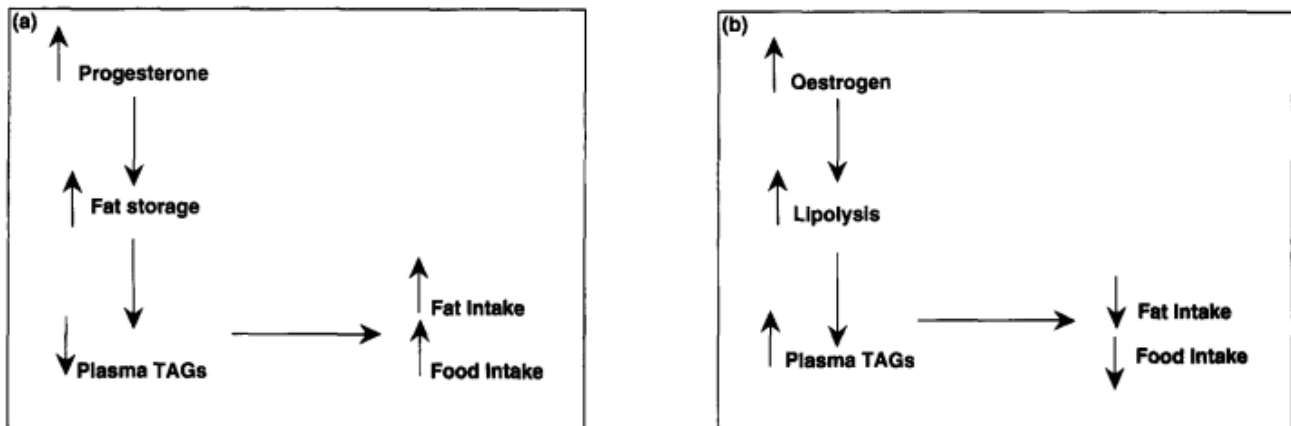 (a)
Progesterone
Fat storage
Fat Intake
Plasma TAGs
Food Intake
(b)
Oestrogen
Lipolysis
Fat Intake
Plasma TAGs
Food Intake